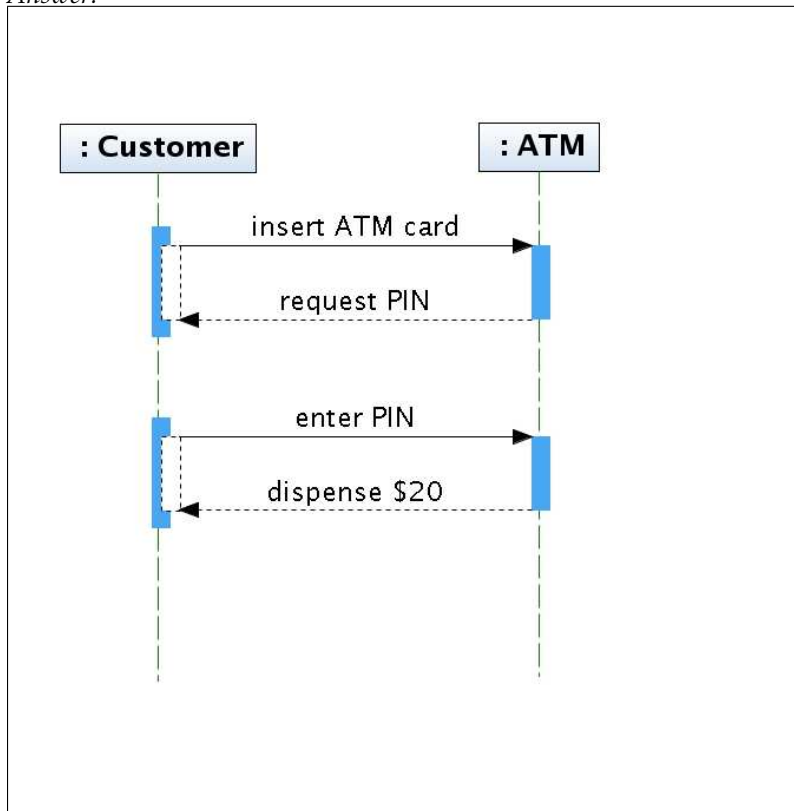 Answer:
: Customer
: ATM
insert ATM card
request PIN
enter PIN
dispense $20